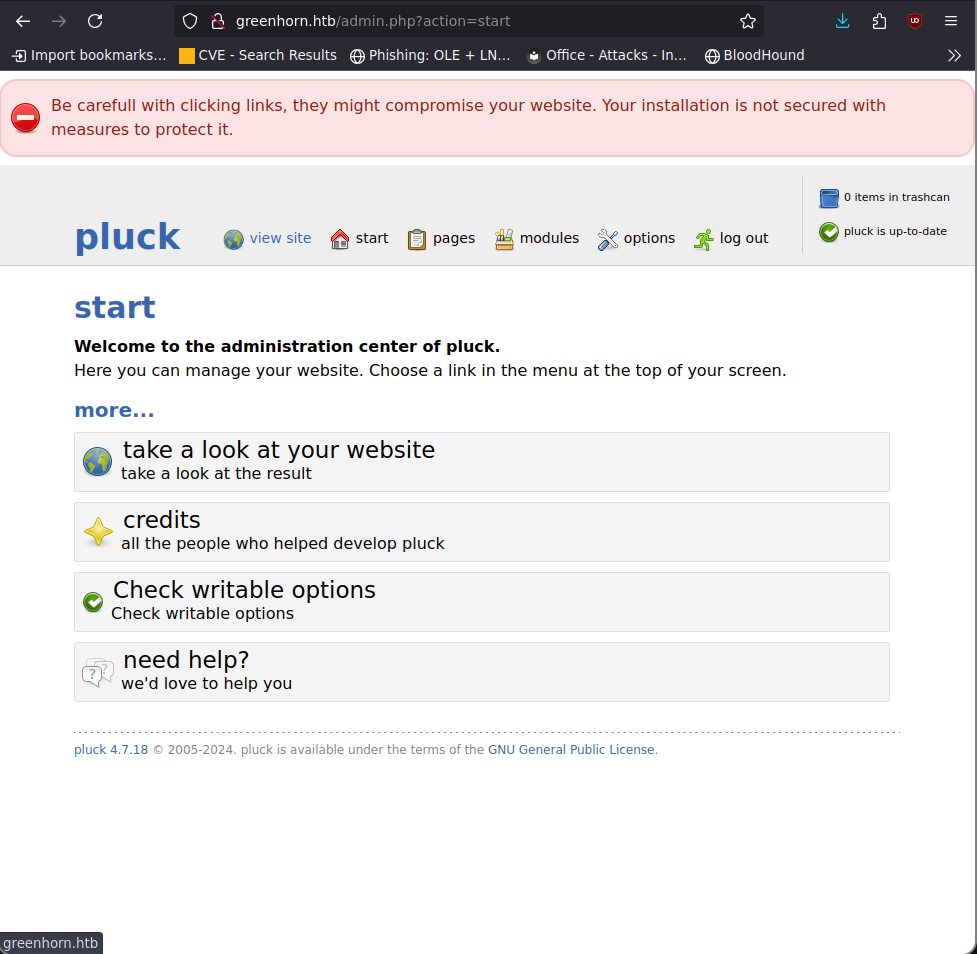 greenhorn.htb/admin.php?action=start
Import bookmarks... CVE - Search Results Phishing: OLE + LN... Office - Attacks - In... BloodHound
Be carefull with clicking links, they might compromise your website. Your installation is not secured with
measures to protect it.
0 items in trashcan
pluck is up-to-date
pluck view site start pages modules options log out
start
Welcome to the administration center of pluck.
Here you can manage your website. Choose a link in the menu at the top of your screen.
more...
take a look at your website
take a look at the result
credits
all the people who helped develop pluck
Check writable options
Check writable options
need help?
we'd love to help you
pluck 4.7.18 © 2005-2024. pluck is available under the terms of the GNU General Public License.
greenhorn.htb